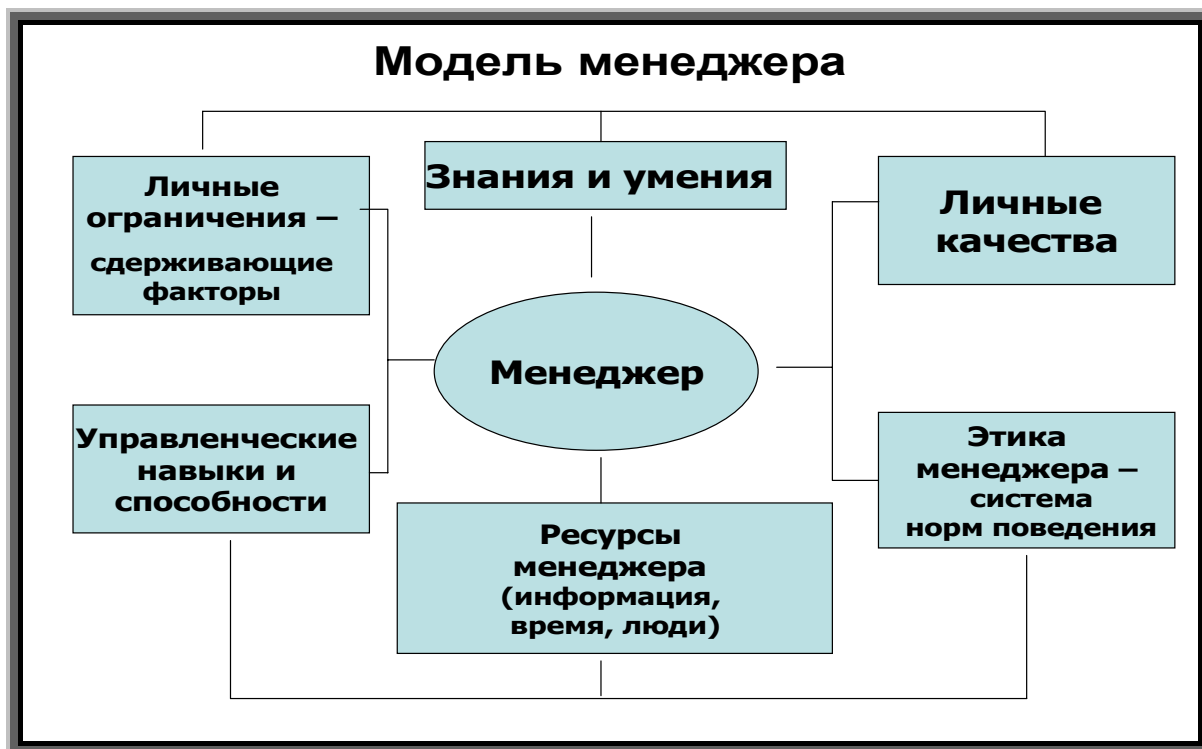 Модель менеджера
Личные
ограничения –
сдерживающие
факторы
Знания и умения
Личные
качества
Менеджер
Управленческие
навыки и
способности
Ресурсы
менеджера
(информация,
время, люди)
Этика
менеджера –
система
норм поведения